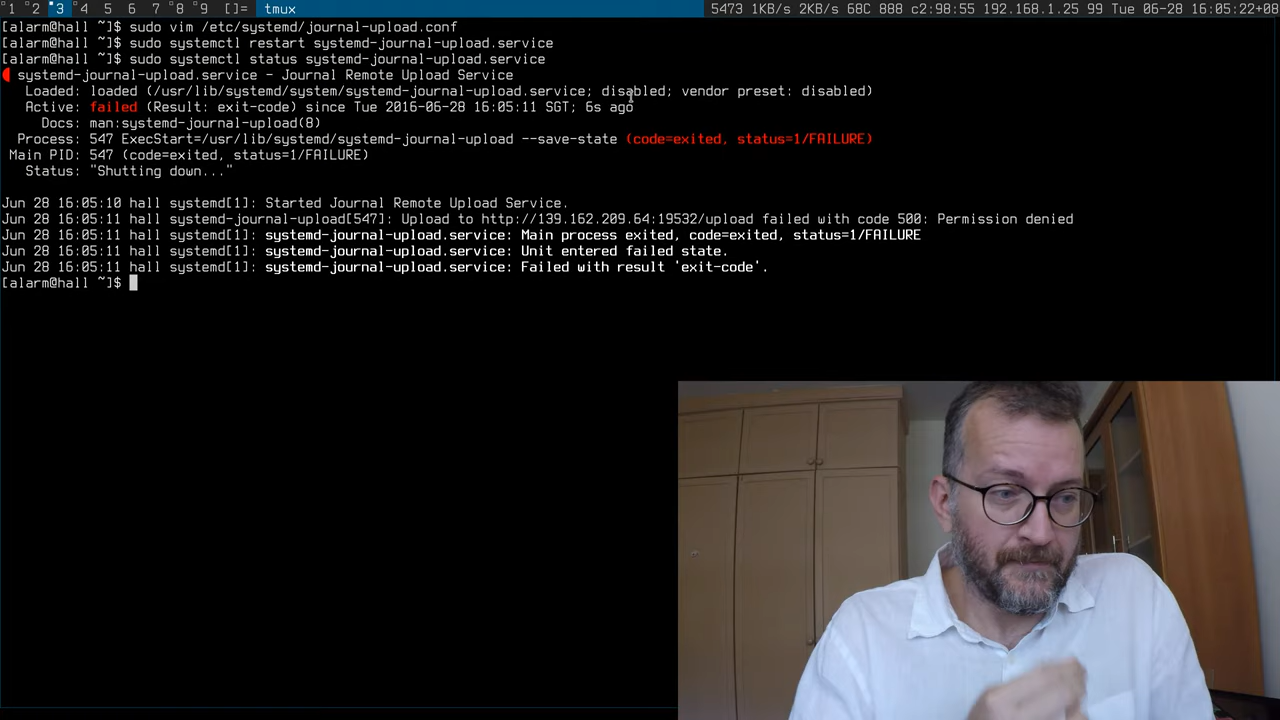 1 2 3 4 5 6 7 8 9 []= tmux 5473 1KB/s 2KB/s 68C 888 c2:98:55 192.168.1.25 99 Tue 06-28 16:05:22+08
[alarm@hall ~]$ sudo vim /etc/systemd/journal-upload.conf
[alarm@hall ~]$ sudo systemctl restart systemd-journal-upload.service
[alarm@hall ~]$ sudo systemctl status systemd-journal-upload.service
systemd-journal-upload.service - Journal Remote Upload Service
Loaded: loaded (/usr/lib/systemd/system/systemd-journal-upload.service; disabled; vendor preset: disabled)
Active: failed (Result: exit-code) since Tue 2016-06-28 16:05:11 SGT; 6s ago
Docs: man:systemd-journal-upload(8)
Process: 547 ExecStart=/usr/lib/systemd/systemd-journal-upload --save-state (code=exited, status=1/FAILURE)
Main PID: 547 (code=exited, status=1/FAILURE)
Status: "Shutting down..."
Jun 28 16:05:10 hall systemd[1]: Started Journal Remote Upload Service.
Jun 28 16:05:11 hall systemd-journal-upload[547]: Upload to http://139.162.209.64:19532/upload failed with code 500: Permission denied
Jun 28 16:05:11 hall systemd[1]: systemd-journal-upload.service: Main process exited, code=exited, status=1/FAILURE
Jun 28 16:05:11 hall systemd[1]: systemd-journal-upload.service: Unit entered failed state.
Jun 28 16:05:11 hall systemd[1]: systemd-journal-upload.service: Failed with result 'exit-code'.
[alarm@hall ~]$